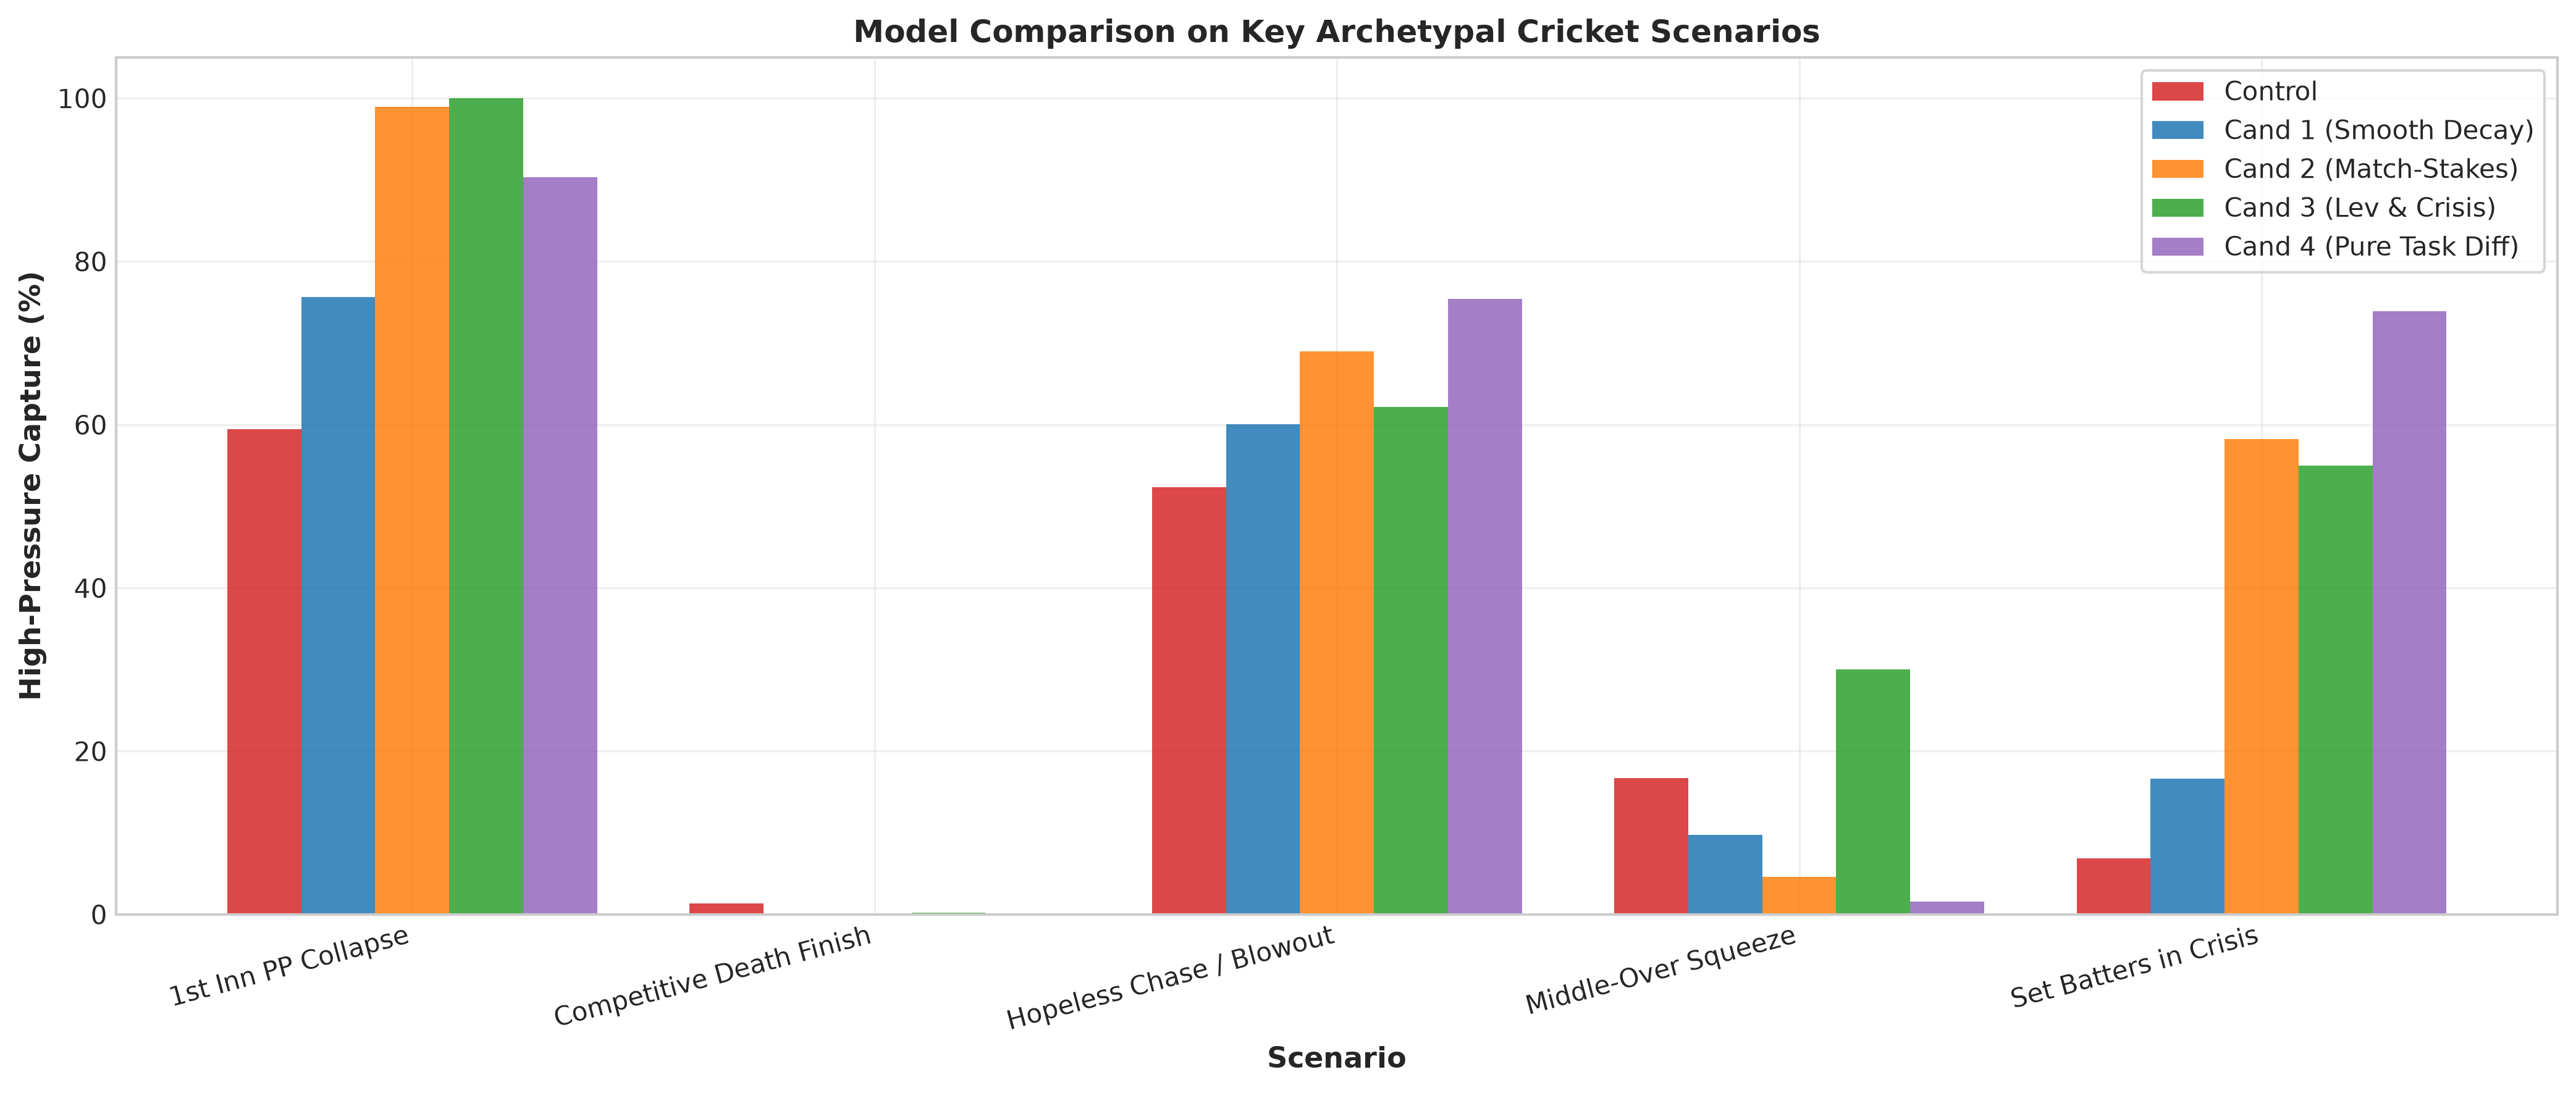 Model Comparison on Key Archetypal Cricket Scenarios
High-Pressure Capture (%)
100
80
60
40
20
0
Control
Cand 1 (Smooth Decay)
Cand 2 (Match-Stakes)
Cand 3 (Lev & Crisis)
Cand 4 (Pure Task Diff)
1st Inn PP Collapse
Competitive Death Finish
Hopeless Chase / Blowout
Middle-Over Squeeze
Set Batters in Crisis
Scenario